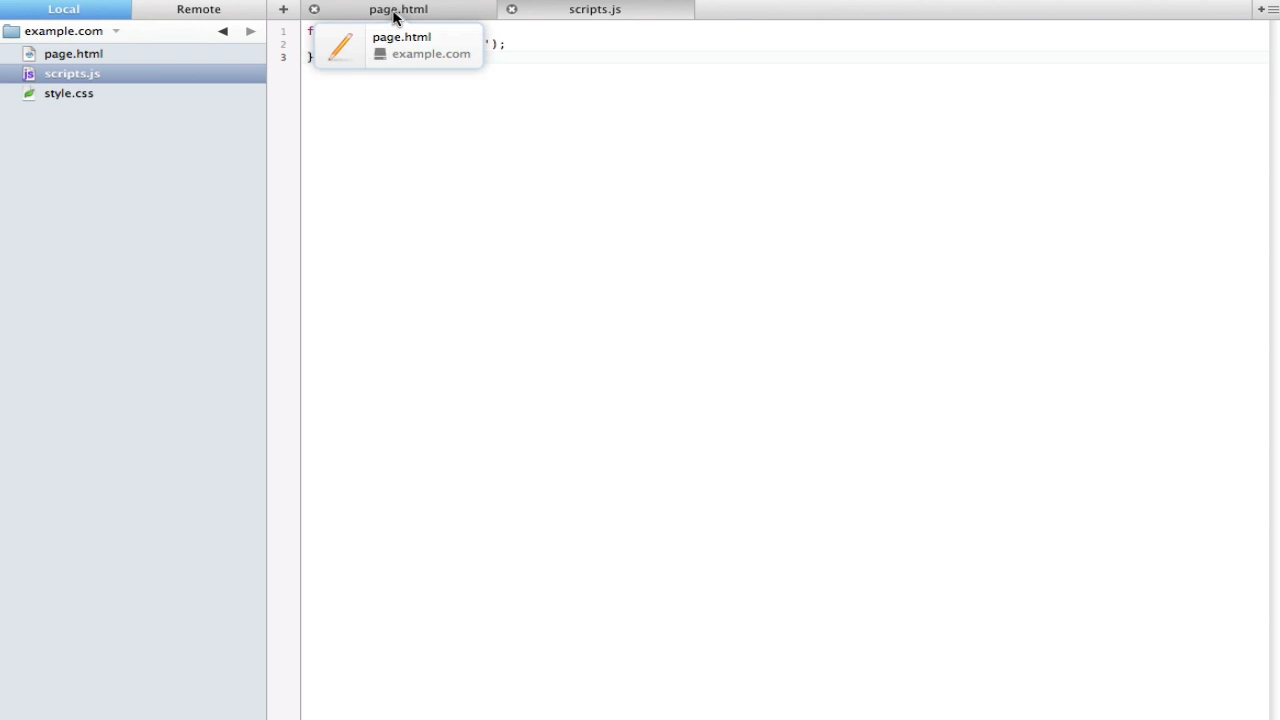 Local Remote + page.html scripts.js +
example.com
page.html
scripts.js
style.css
1 f
2 ');
3 }
page.html
example.com